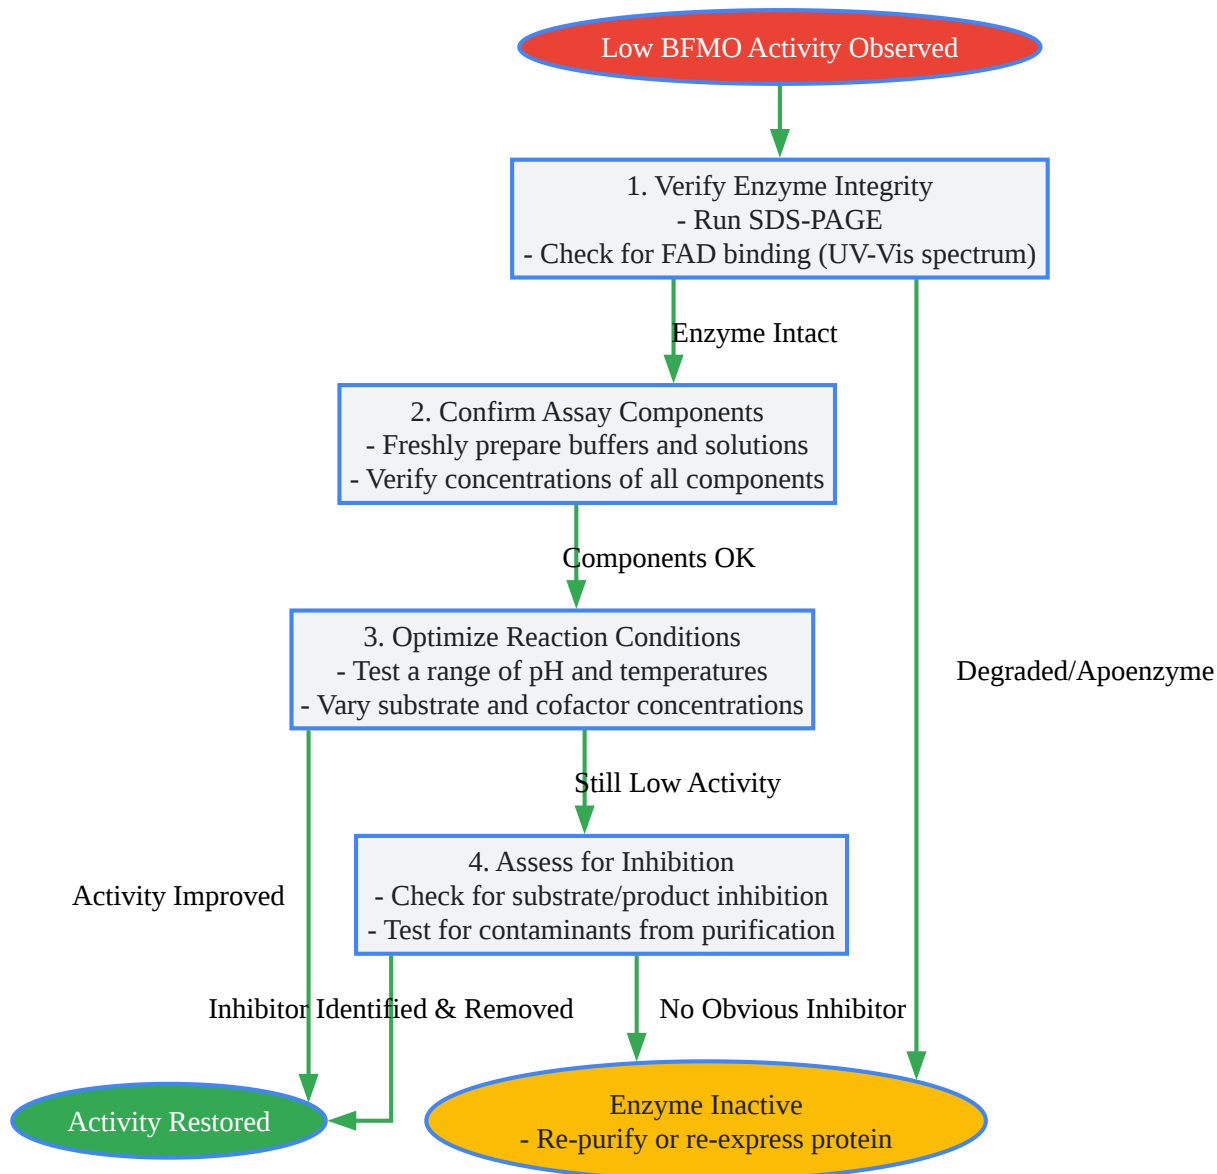 Low BFMO Activity Observed
1. Verify Enzyme Integrity
- Run SDS-PAGE
- Check for FAD binding (UV-Vis spectrum)
Enzyme Intact
2. Confirm Assay Components
- Freshly prepare buffers and solutions
- Verify concentrations of all components
Components OK
3. Optimize Reaction Conditions
- Test a range of pH and temperatures
- Vary substrate and cofactor concentrations
Degraded/Apoenzyme
Still Low Activity
4. Assess for Inhibition
- Check for substrate/product inhibition
- Test for contaminants from purification
Activity Improved
Inhibitor Identified & Removed
No Obvious Inhibitor
Activity Restored
Enzyme Inactive
- Re-purify or re-express protein